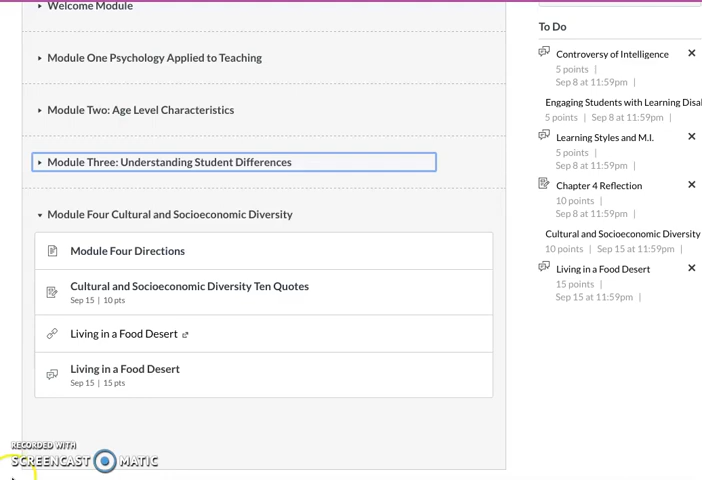 Welcome Module
Module One Psychology Applied to Teaching
Module Two: Age Level Characteristics
Module Three: Understanding Student Differences
Module Four Cultural and Socioeconomic Diversity
Module Four Directions
Cultural and Socioeconomic Diversity Ten Quotes
Sep 15 | 10 pts
Living in a Food Desert
Living in a Food Desert
Sep 15 | 15 pts
RECORDED WITH
SCREENCAST MATIC
To Do
Controversy of Intelligence
5 points |
Sep 8 at 11:59pm |
Engaging Students with Learning Disal
5 points | Sep 8 at 11:59pm |
Learning Styles and M.I.
5 points |
Sep 8 at 11:59pm |
Chapter 4 Reflection
10 points |
Sep 8 at 11:59pm |
Cultural and Socioeconomic Diversity
10 points | Sep 15 at 11:59pm |
Living in a Food Desert
15 points |
Sep 15 at 11:59pm |